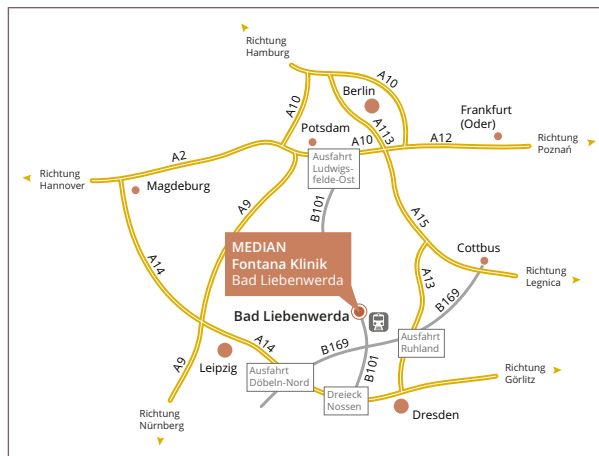 Richtung
Hamburg
A10
Berlin
A10
A113
Frankfurt
(Oder)
Potsdam
A10
A12
Richtung
Poznań
A2
Ausfahrt
Ludwigs-
felde-Ost
Richtung
Hannover
Magdeburg
A9
B101
A15
MEDIAN
Fontana Klinik
Bad Liebenwerda
Cottbus
A14
A13
Richtung
Legnica
B169
Bad Liebenwerda
A14
B169
Ausfahrt
Ruhland
A9
Leipzig
Ausfahrt
Döbeln-Nord
B101
Richtung
Görlitz
Dreieck
Nossen
Dresden
Richtung
Nürnberg